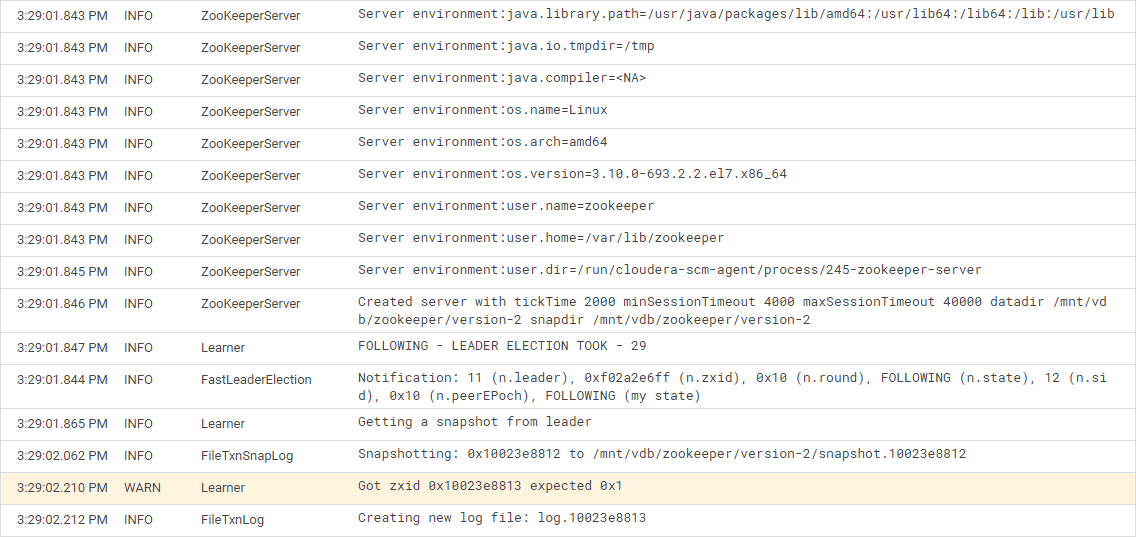 3:29:01.843 PM INFO ZooKeeperServer Server environment:java.library.path=/usr/java/packages/lib/amd64:/usr/lib64:/lib64:/lib:/usr/lib
3:29:01.843 PM INFO ZooKeeperServer Server environment:java.io.tmpdir=/tmp
3:29:01.843 PM INFO ZooKeeperServer Server environment:java.compiler=<NA>
3:29:01.843 PM INFO ZooKeeperServer Server environment:os.name=Linux
3:29:01.843 PM INFO ZooKeeperServer Server environment:os.arch=amd64
3:29:01.843 PM INFO ZooKeeperServer Server environment:os.version=3.10.0-693.2.2.el7.x86_64
3:29:01.843 PM INFO ZooKeeperServer Server environment:user.name=zookeeper
3:29:01.843 PM INFO ZooKeeperServer Server environment:user.home=/var/lib/zookeeper
3:29:01.845 PM INFO ZooKeeperServer Server environment:user.dir=/run/cloudera-scm-agent/process/245-zookeeper-server
3:29:01.846 PM INFO ZooKeeperServer Created server with tickTime 2000 minSessionTimeout 4000 maxSessionTimeout 40000 datadir /mnt/vd
b/zookeeper/version-2 snapdir /mnt/vdb/zookeeper/version-2
3:29:01.847 PM INFO Learner FOLLOWING - LEADER ELECTION TOOK - 29
3:29:01.844 PM INFO FastLeaderElection Notification: 11 (n.leader), 0xf02a2e6ff (n.zxid), 0x10 (n.round), FOLLOWING (n.state), 12 (n.si
d), 0x10 (n.peerEPoch), FOLLOWING (my state)
3:29:01.865 PM INFO Learner Getting a snapshot from leader
3:29:02.062 PM INFO FileTxnSnapLog Snapshotting: 0x10023e8812 to /mnt/vdb/zookeeper/version-2/snapshot.10023e8812
3:29:02.210 PM WARN Learner Got zxid 0x10023e8813 expected 0x1
3:29:02.212 PM INFO FileTxnLog Creating new log file: log.10023e8813